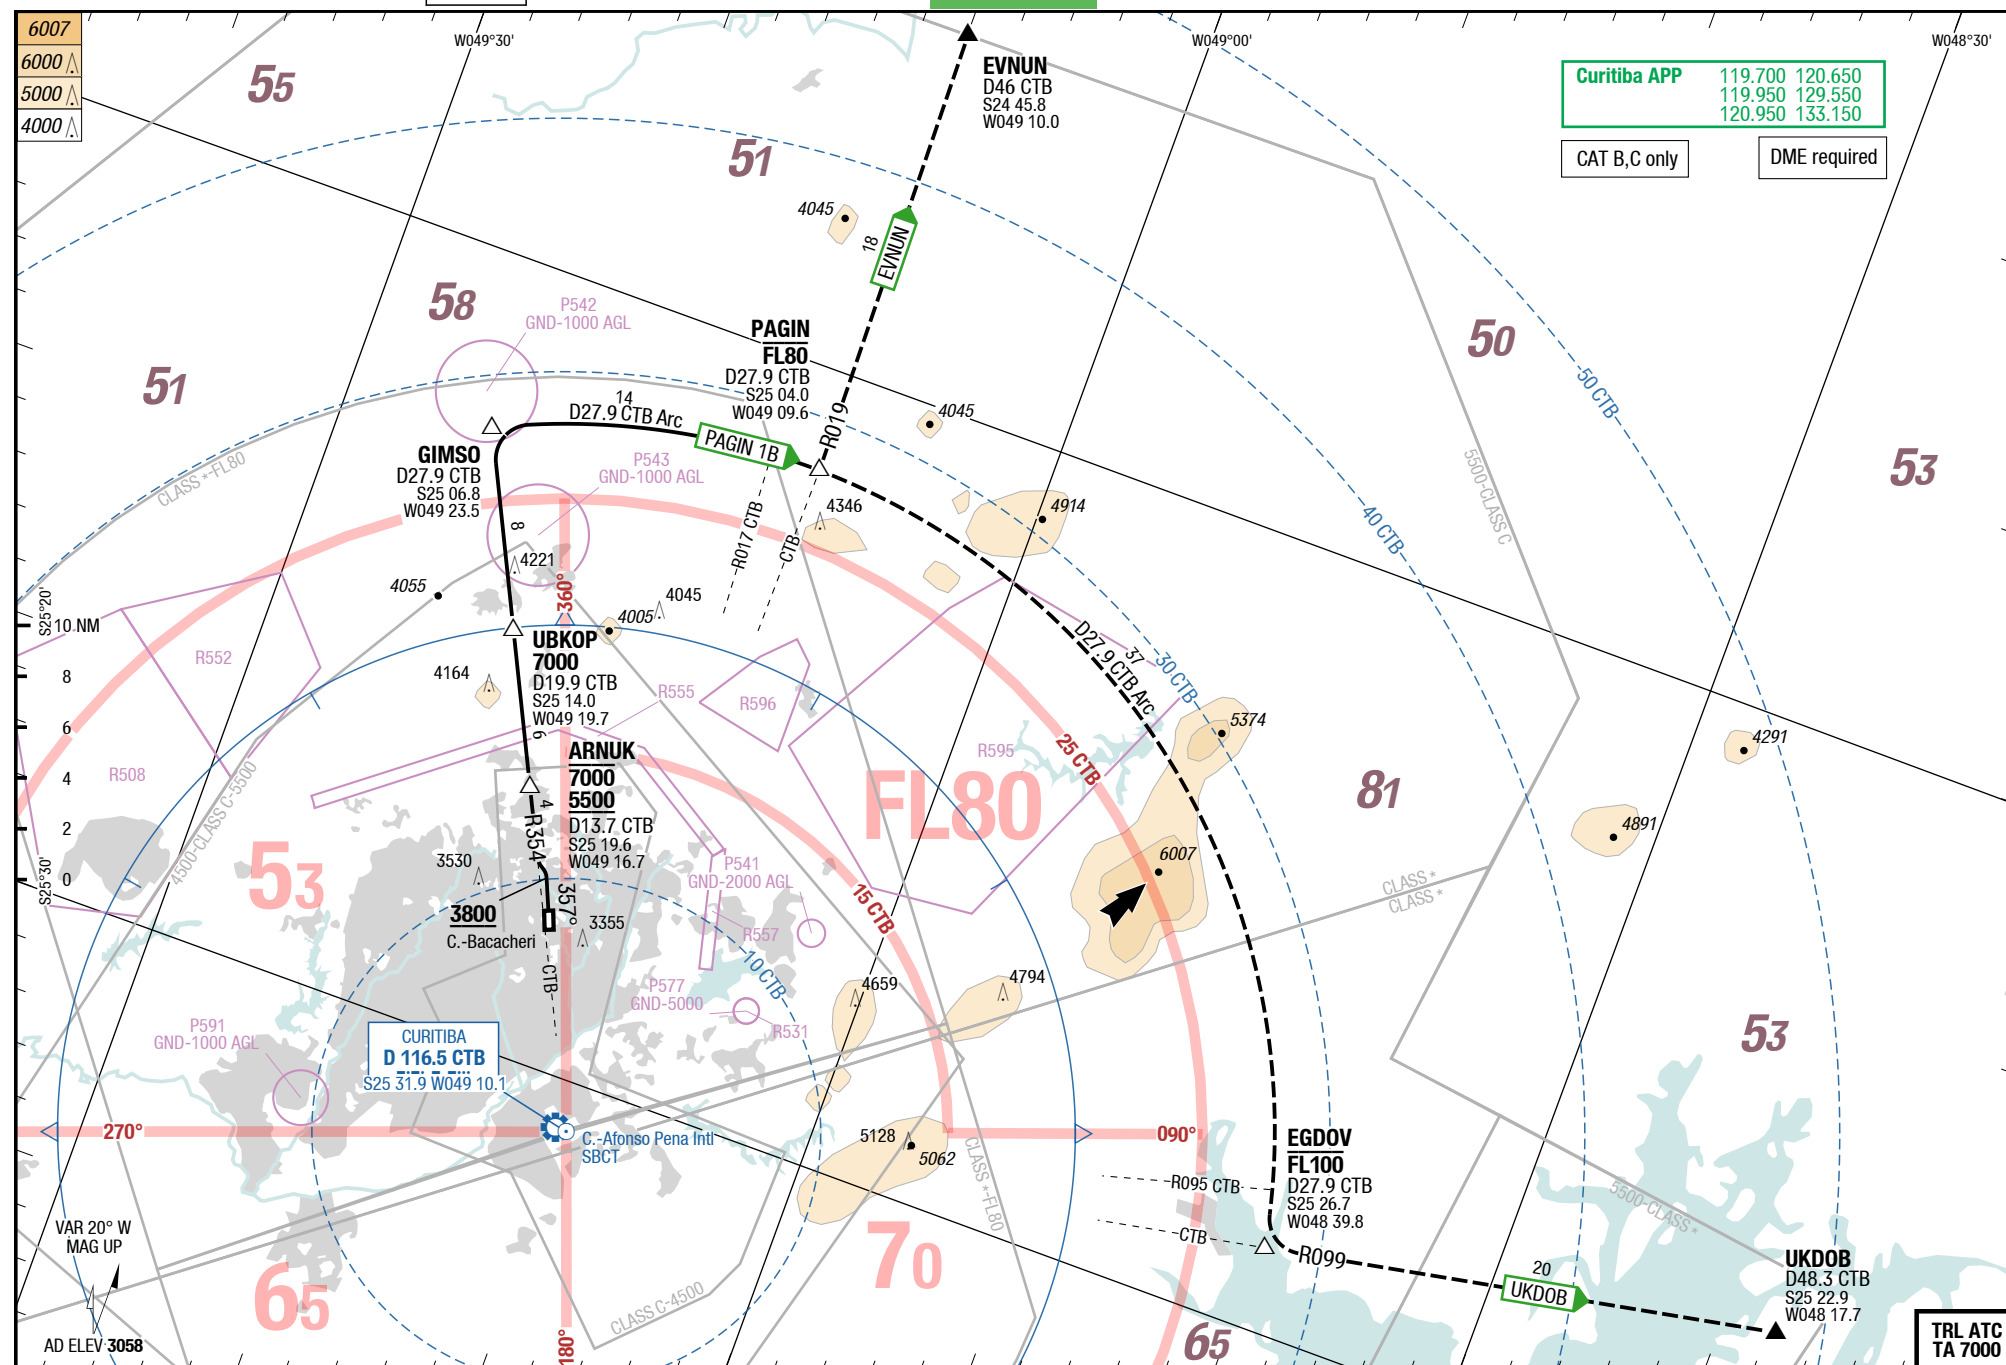 6007
6000
5000
4000
W049°30'
W049°00'
W048°30'
EVNUN
D46 CTB
S24 45.8
W049 10.0
Curitiba APP
119.700 120.650
119.950 129.550
120.950 133.150
CAT B,C only
DME required
55
51
58
51
50
53
81
53
65
53
65
70
FL80
4045
18
EVNUN
P542
GND-1000 AGL
PAGIN
FL80
D27.9 CTB
S25 04.0
W049 09.6
14
D27.9 CTB Arc
PAGIN 1B
R019
4045
50 CTB
5500-CLASS C
GIMSO
D27.9 CTB
S25 06.8
W049 23.5
CLASS *-FL80
P543
GND-1000 AGL
8
R017 CTB
CTB
4346
4914
40 CTB
4221
4055
360°
4005
4045
S25°20'
10 NM
8
6
4
2
0
S25°30'
R552
R508
4164
UBKOP
7000
D19.9 CTB
S25 14.0
W049 19.7
6
R555
R596
R595
37
D27.9 CTB Arc
30 CTB
25 CTB
5374
4291
4891
ARNUK
7000
5500
D13.7 CTB
S25 19.6
W049 16.7
4
R354
4500-CLASS C-5500
3530
3800
C.-Bacacheri
357°
3355
P541
GND-2000 AGL
R557
15 CTB
10 CTB
6007
CLASS *
CLASS *
CTB
P577
GND-5000
R531
4659
4794
P591
GND-1000 AGL
CURITIBA
D 116.5 CTB
S25 31.9 W049 10.1
270°
C.-Afonso Pena Intl
SBCT
5128
5062
090°
CLASS *-FL80
R095 CTB
CTB
EGDOV
FL100
D27.9 CTB
S25 26.7
W048 39.8
R099
5500-CLASS *
20
UKDOB
UKDOB
D48.3 CTB
S25 22.9
W048 17.7
VAR 20° W
MAG UP
AD ELEV 3058
CLASS C-4500
180°
TRL ATC
TA 7000